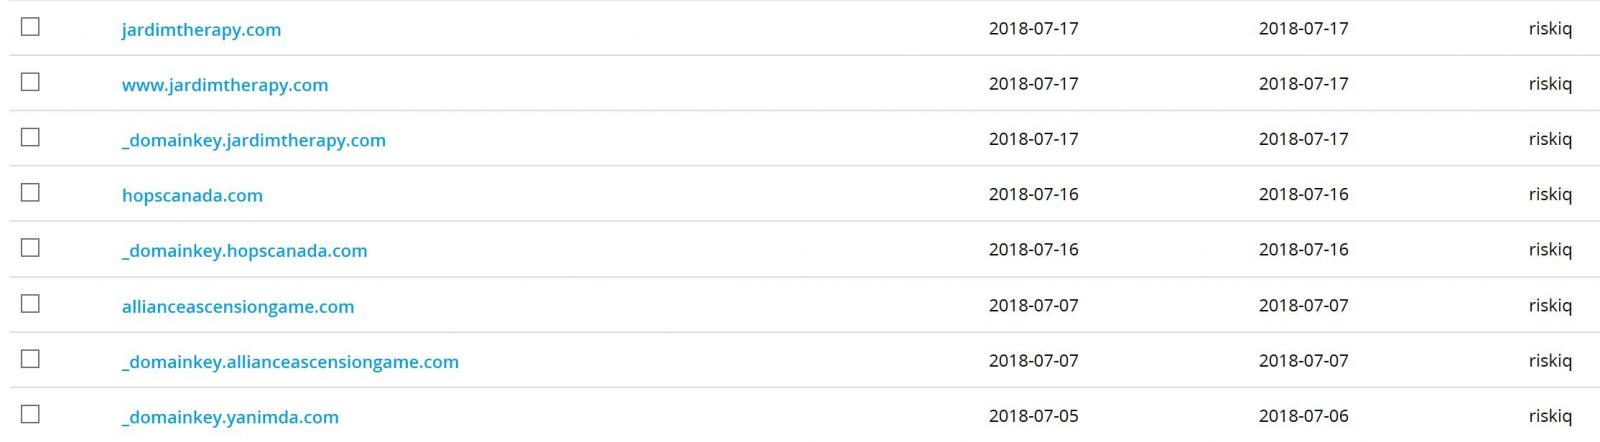 jardimtherapy.com 2018-07-17 2018-07-17 riskiq
www.jardimtherapy.com 2018-07-17 2018-07-17 riskiq
_domainkey.jardimtherapy.com 2018-07-17 2018-07-17 riskiq
hopscanada.com 2018-07-16 2018-07-16 riskiq
_domainkey.hopscanada.com 2018-07-16 2018-07-16 riskiq
allianceascensiongame.com 2018-07-07 2018-07-07 riskiq
_domainkey.allianceascensiongame.com 2018-07-07 2018-07-07 riskiq
_domainkey.yanimda.com 2018-07-05 2018-07-06 riskiq